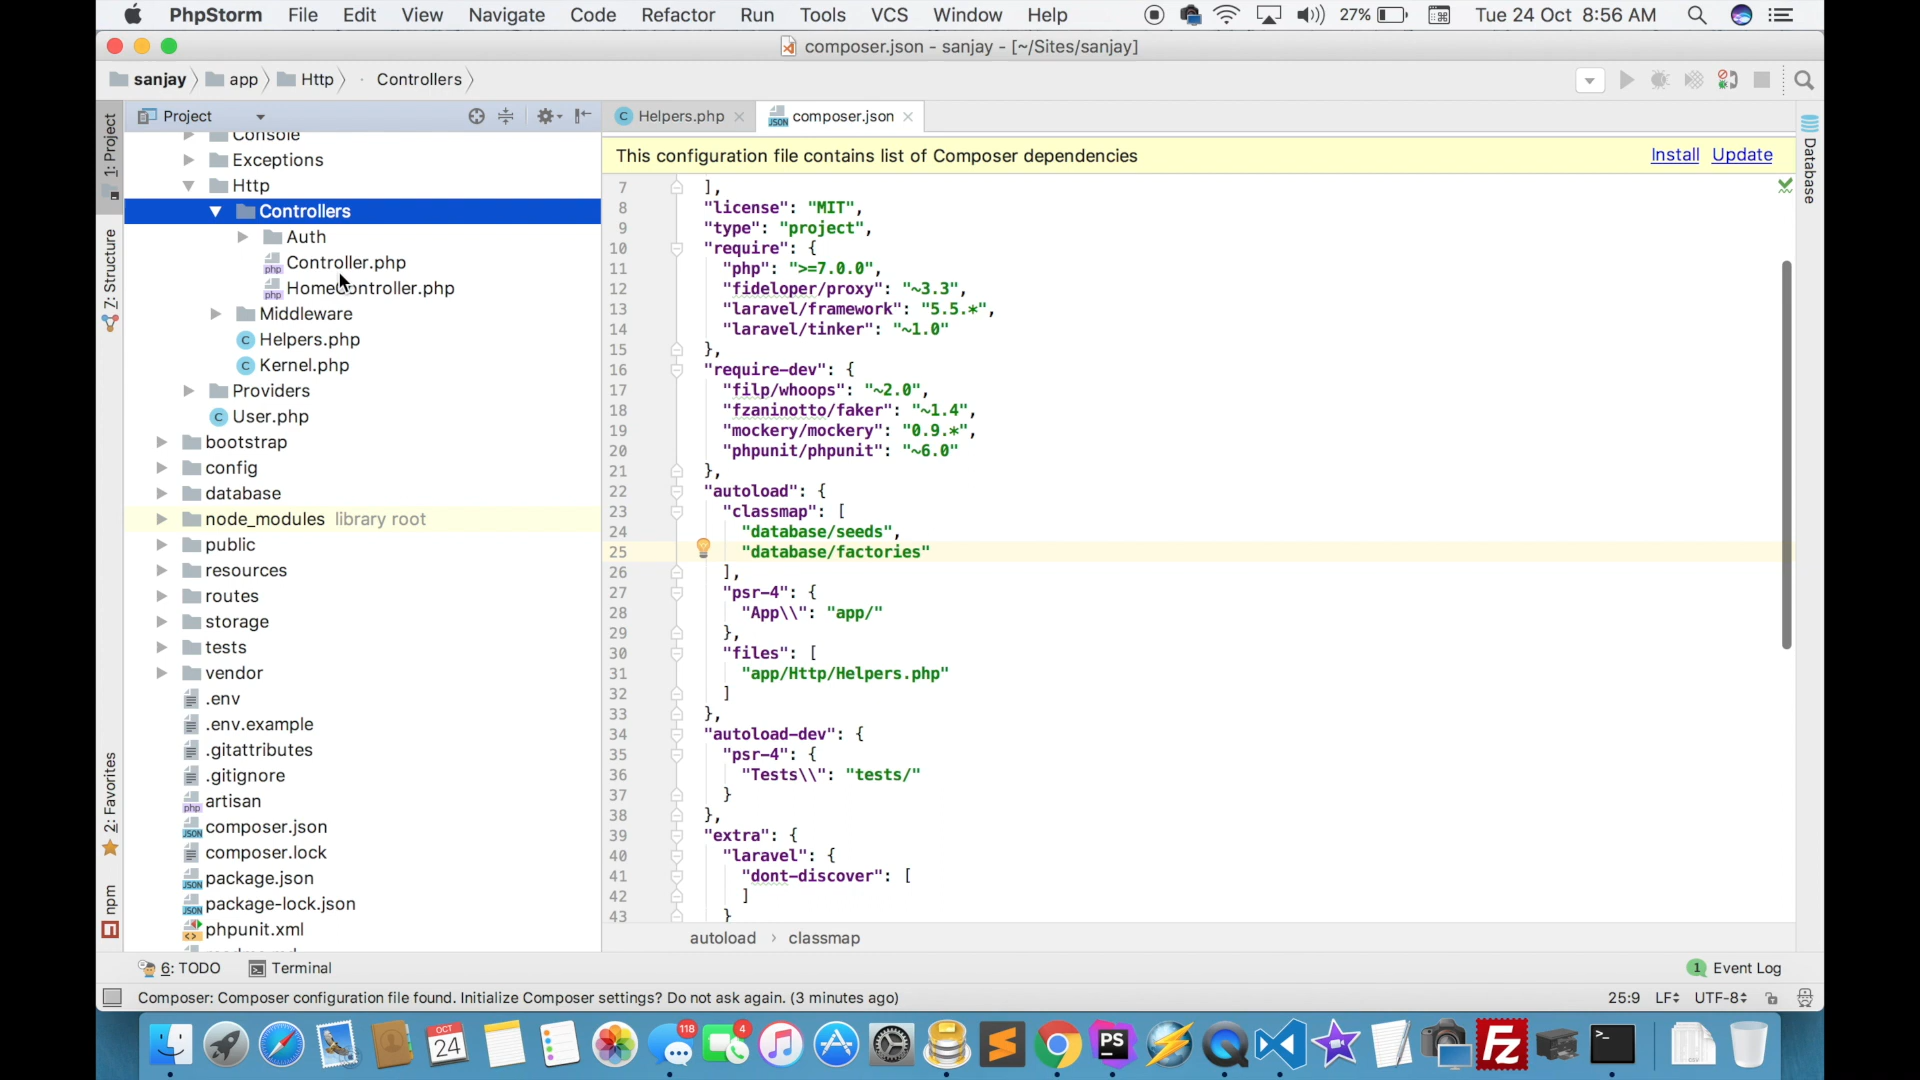 PhpStorm File Edit View Navigate Code Refactor Run Tools VCS Window Help 27% Tue 24 Oct 8:56 AM
composer.json - sanjay - [~/Sites/sanjay]
sanjay app Http Controllers
Project
Helpers.php
composer.json
1: Project
Z: Structure
2: Favorites
npm
Database
Console
Exceptions
Http
Controllers
Auth
Controller.php
HomeController.php
Middleware
Helpers.php
Kernel.php
Providers
User.php
bootstrap
config
database
node_modules library root
public
resources
routes
storage
tests
vendor
.env
.env.example
.gitattributes
.gitignore
artisan
composer.json
composer.lock
package.json
package-lock.json
phpunit.xml
This configuration file contains list of Composer dependencies Install Update
7 ],
8 "license": "MIT",
9 "type": "project",
10 "require": {
11 "php": ">=7.0.0",
12 "fideloper/proxy": "~3.3",
13 "laravel/framework": "5.5.*",
14 "laravel/tinker": "~1.0"
15 },
16 "require-dev": {
17 "filp/whoops": "~2.0",
18 "fzaninotto/faker": "~1.4",
19 "mockery/mockery": "0.9.*",
20 "phpunit/phpunit": "~6.0"
21 },
22 "autoload": {
23 "classmap": [
24 "database/seeds",
25 "database/factories"
26 ],
27 "psr-4": {
28 "App\\": "app/"
29 },
30 "files": [
31 "app/Http/Helpers.php"
32 ]
33 },
34 "autoload-dev": {
35 "psr-4": {
36 "Tests\\": "tests/"
37 }
38 },
39 "extra": {
40 "laravel": {
41 "dont-discover": [
42 ]
43 }
autoload › classmap
6: TODO Terminal 1 Event Log
Composer: Composer configuration file found. Initialize Composer settings? Do not ask again. (3 minutes ago) 25:9 LF UTF-8
OCT
24
118
4
PS
FZ